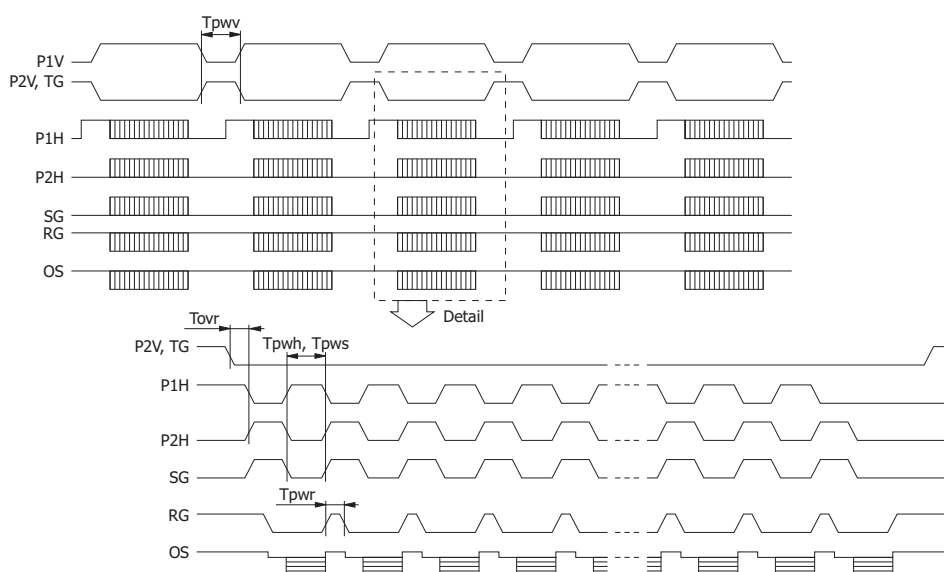 Tpwv
P1V
P2V, TG
P1H
P2H
SG
RG
OS
Detail
Tovr
Tpwh, Tpws
P2V, TG
P1H
P2H
SG
Tpwr
RG
OS